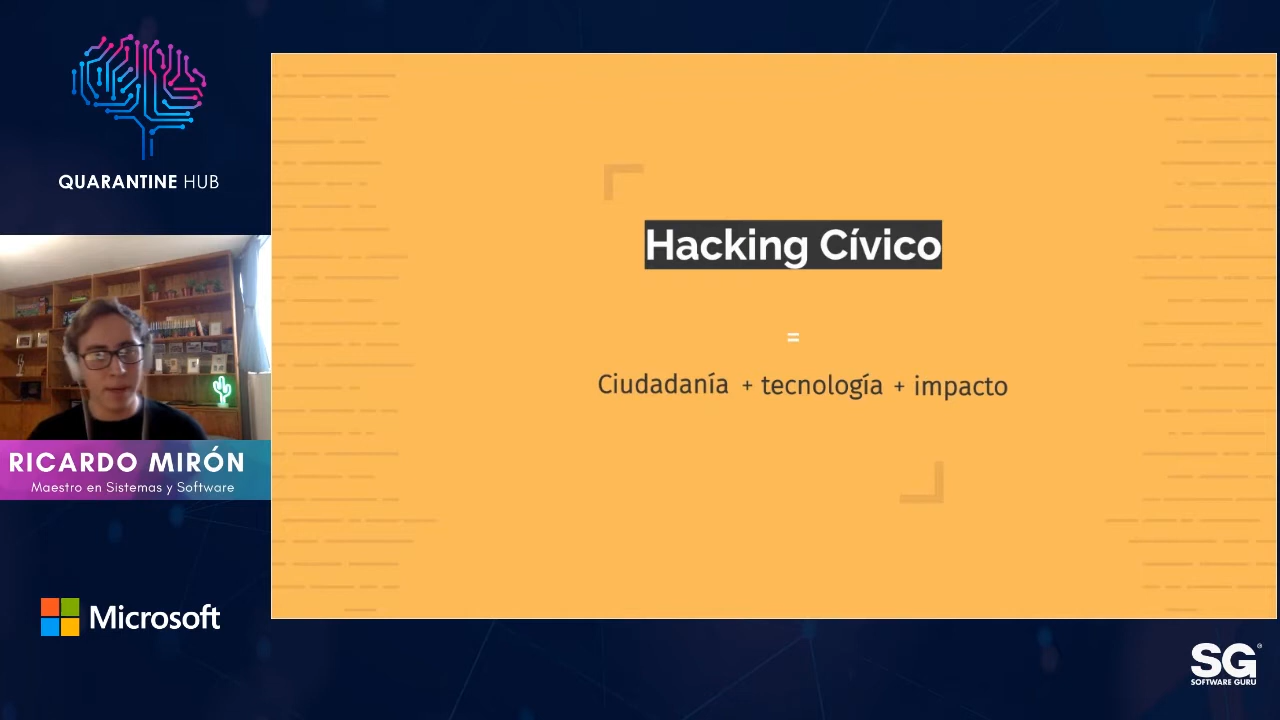 QUARANTINE HUB
Hacking Cívico
=
Ciudadanía + tecnología + impacto
RICARDO MIRÓN
Maestro en Sistemas y Software
Microsoft
SG®
SOFTWARE GURU